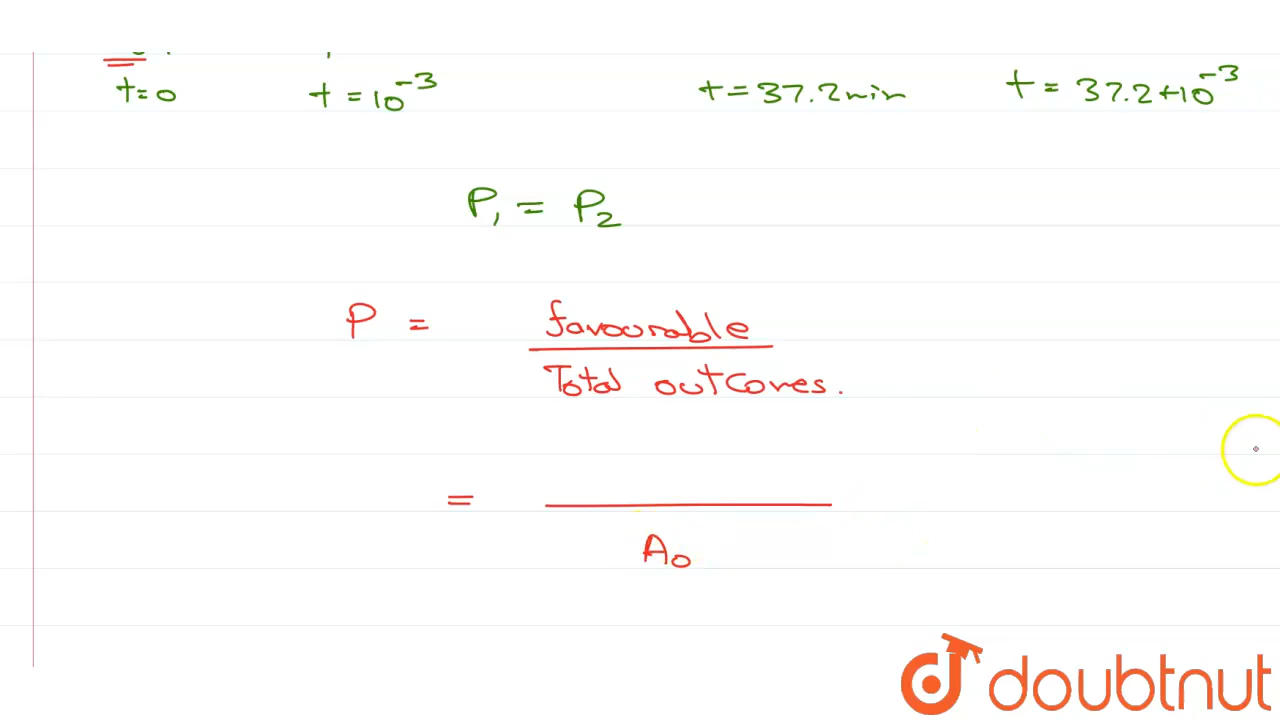 t=0 t = 10⁻³ t = 37.2 min t = 37.2 + 10⁻³
P₁ = P₂
P = favourable
Total outcomes.
=
A₀
doubtnut